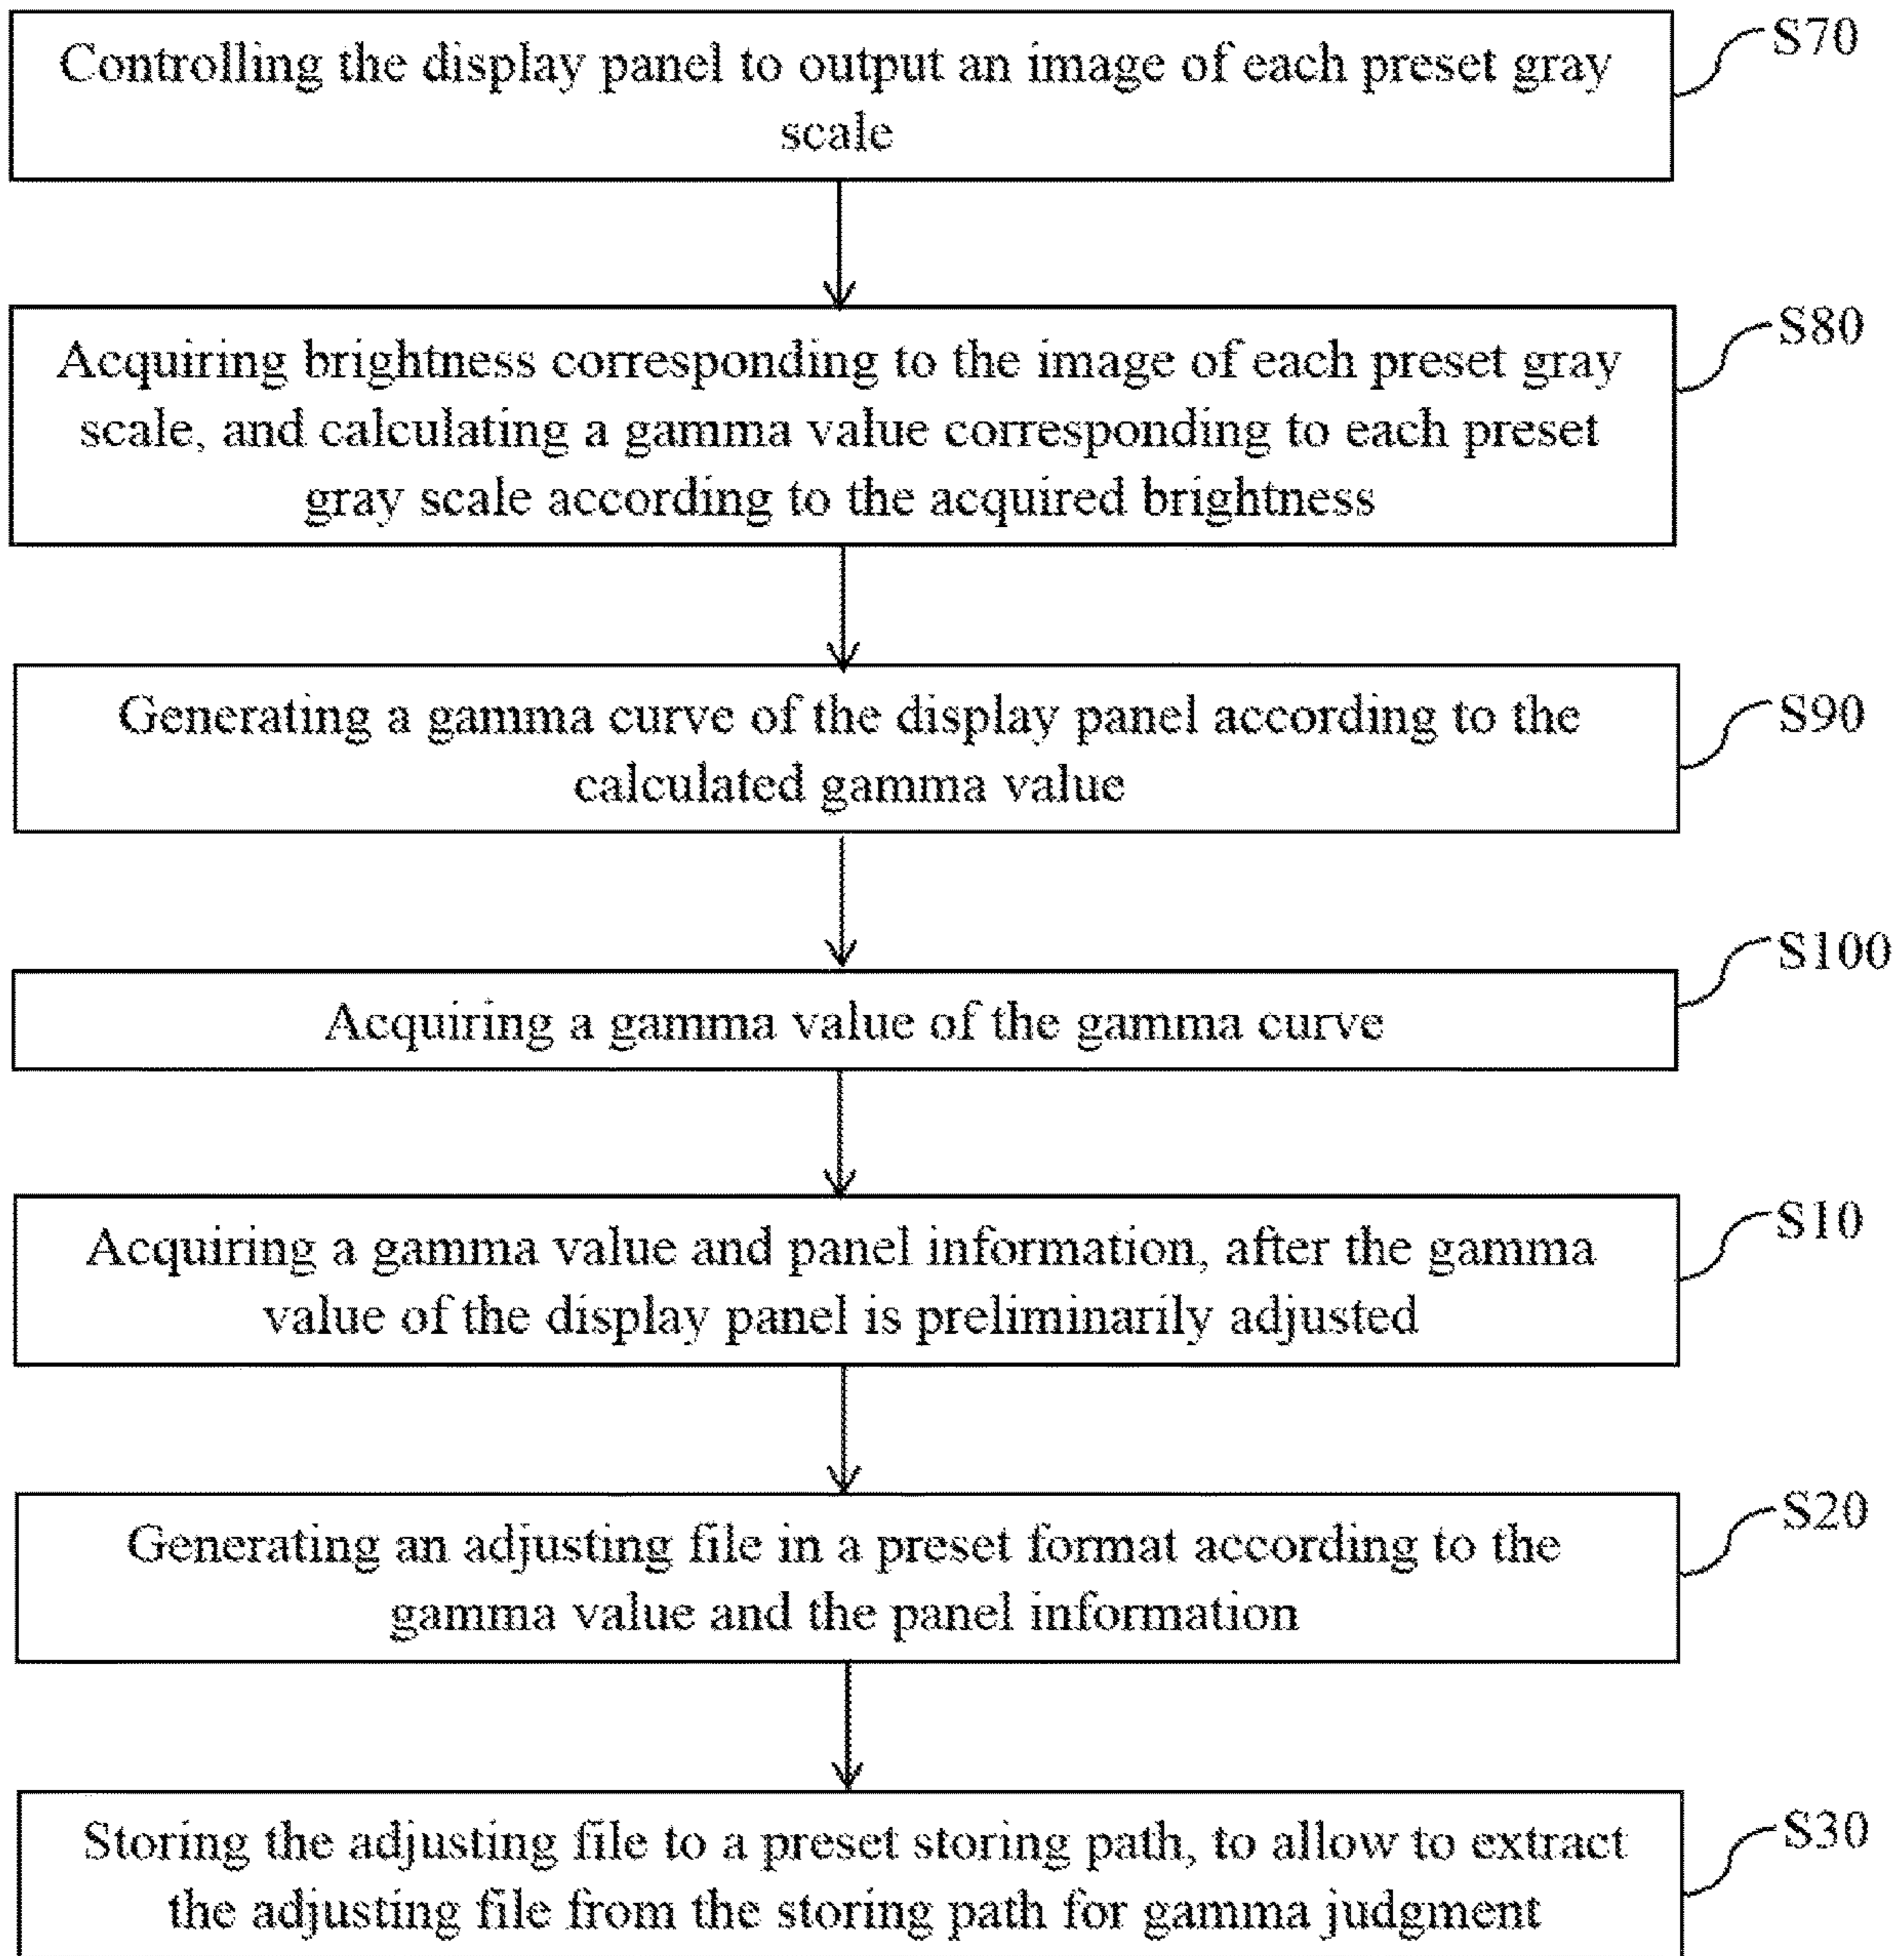 Controlling the display panel to output an image of each preset gray
scale
S70
Acquiring brightness corresponding to the image of each preset gray
scale, and calculating a gamma value corresponding to each preset
gray scale according to the acquired brightness
S80
Generating a gamma curve of the display panel according to the
calculated gamma value
S90
Acquiring a gamma value of the gamma curve
S100
Acquiring a gamma value and panel information, after the gamma
value of the display panel is preliminarily adjusted
S10
Generating an adjusting file in a preset format according to the
gamma value and the panel information
S20
Storing the adjusting file to a preset storing path, to allow to extract
the adjusting file from the storing path for gamma judgment
S30